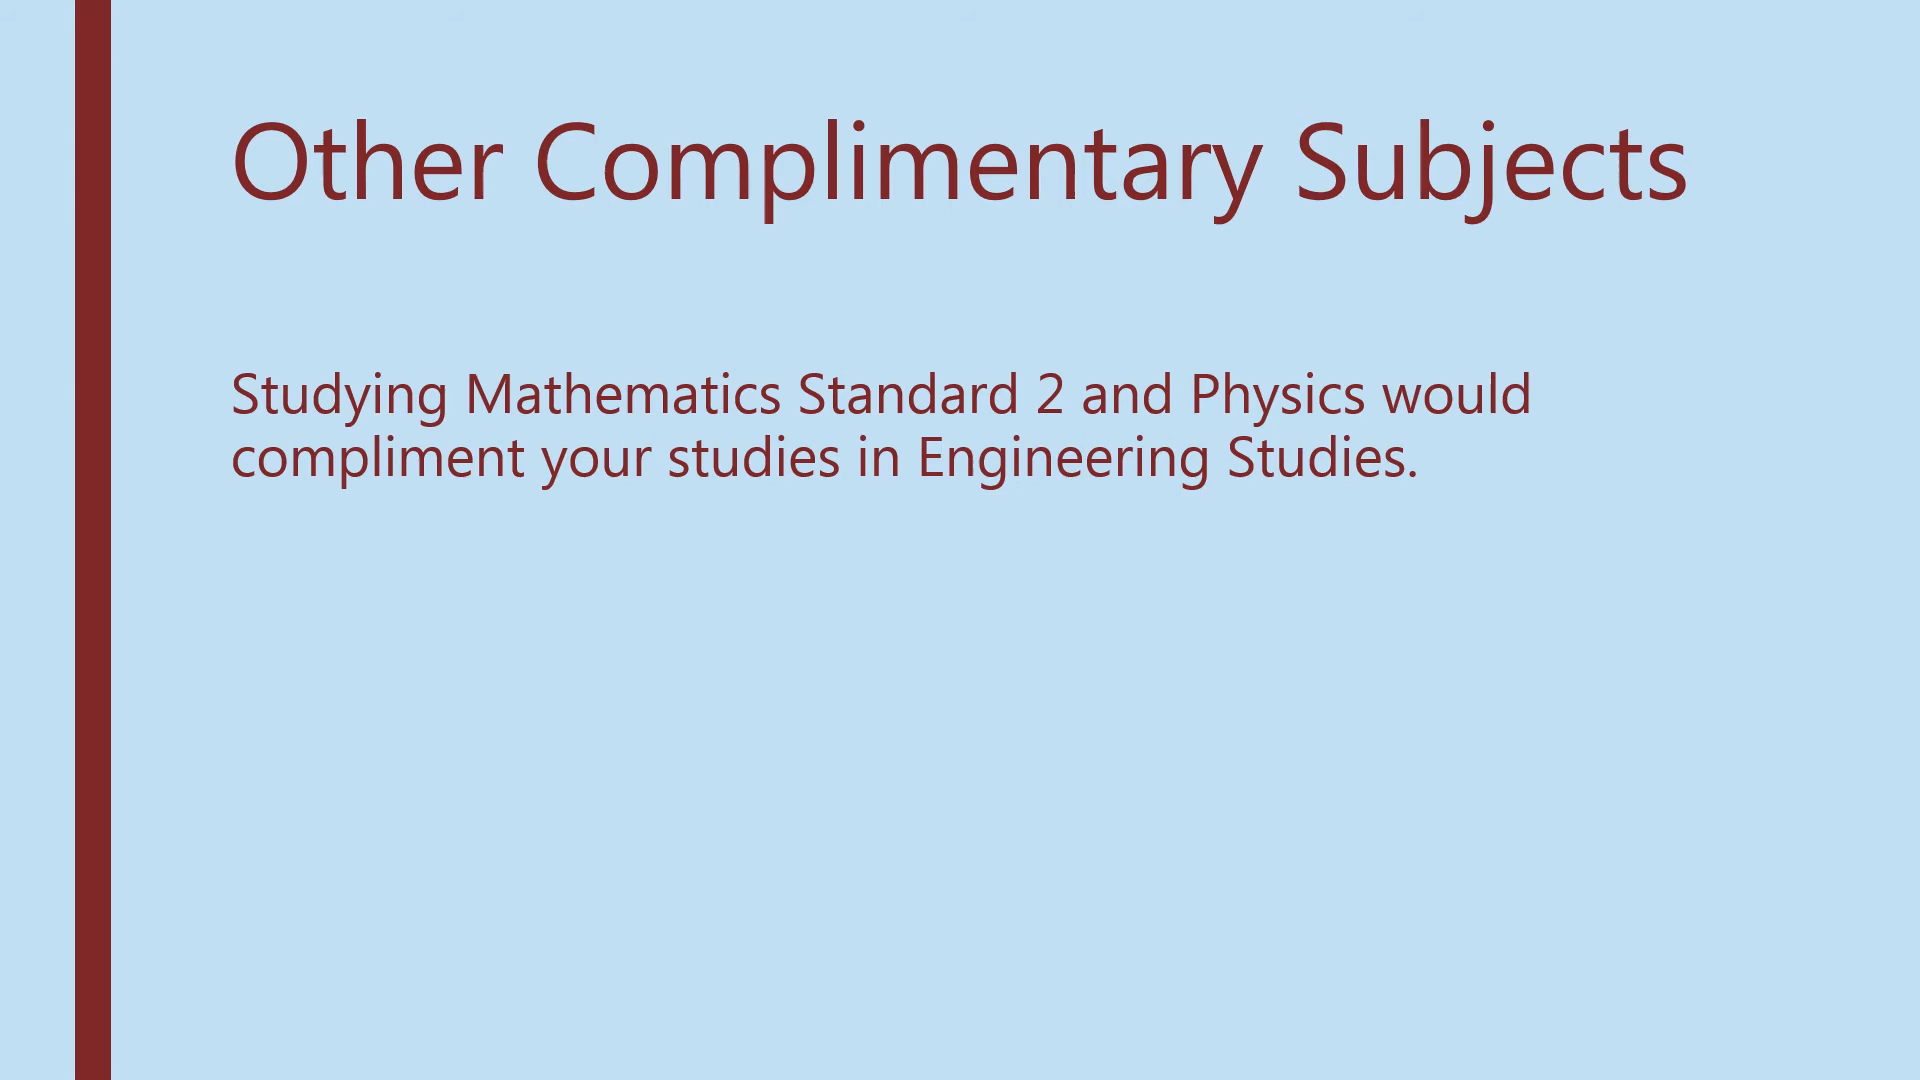 Other Complimentary Subjects
Studying Mathematics Standard 2 and Physics would
compliment your studies in Engineering Studies.